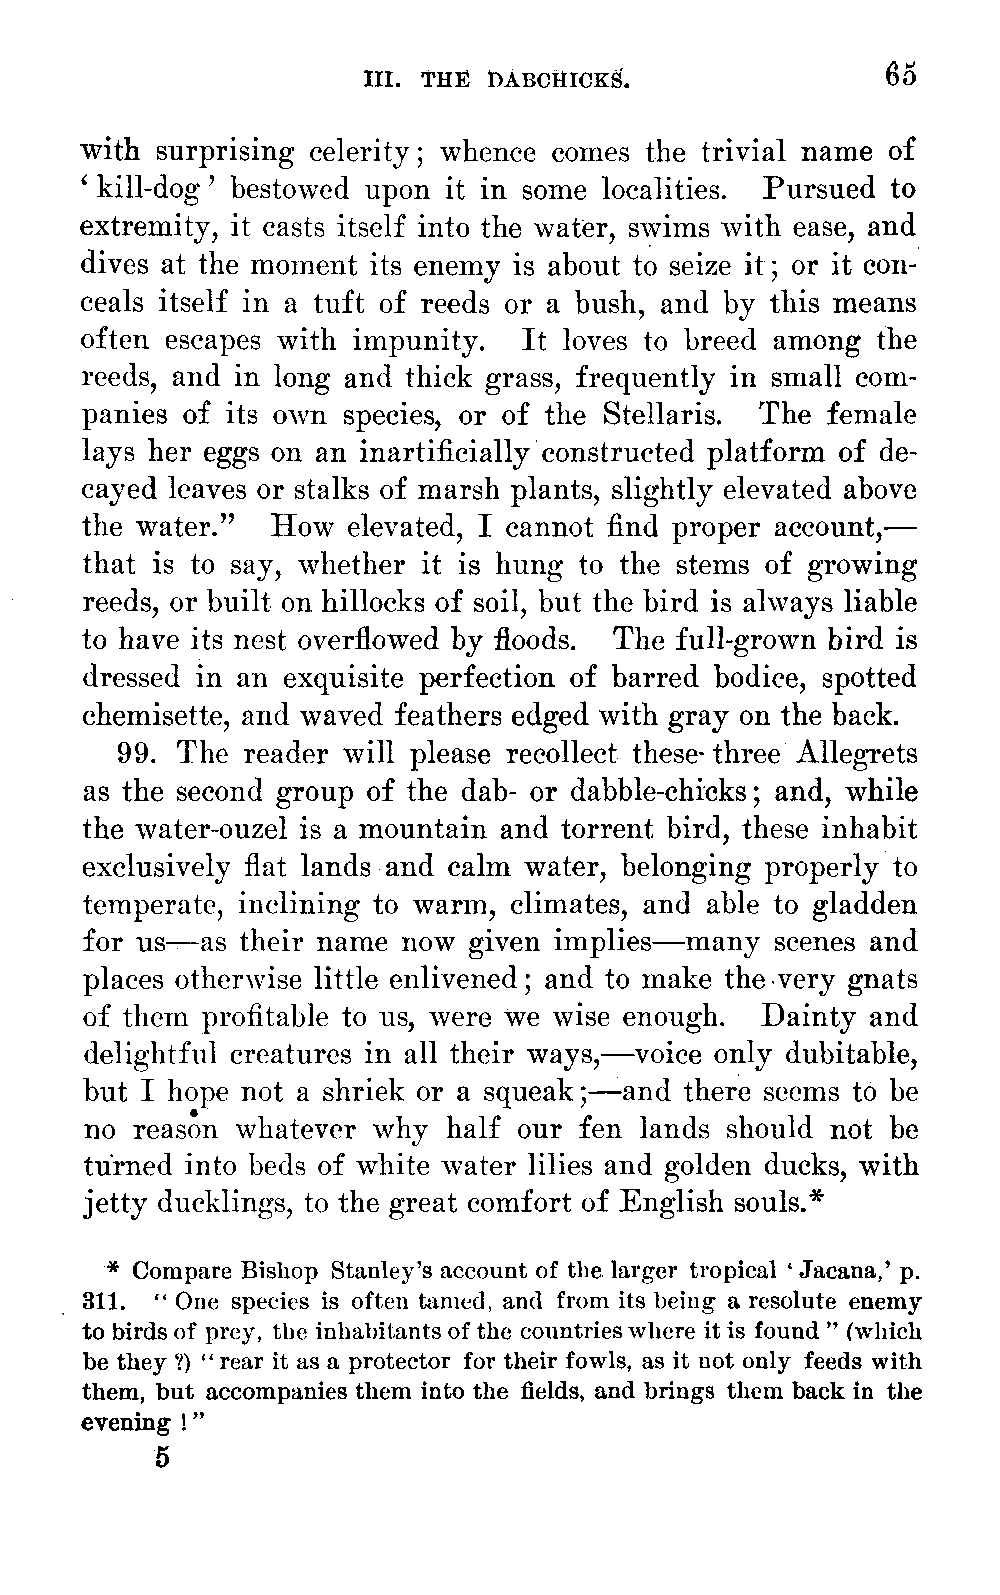 III. THE DABCHICKS. 65
with surprising celerity; whence comes the trivial name of
‘kill-dog’ bestowed upon it in some localities. Pursued to
extremity, it casts itself into the water, swims with ease, and
dives at the moment its enemy is about to seize it; or it con-
ceals itself in a tuft of reeds or a bush, and by this means
often escapes with impunity. It loves to breed among the
reeds, and in long and thick grass, frequently in small com-
panies of its own species, or of the Stellaris. The female
lays her eggs on an inartificially constructed platform of de-
cayed leaves or stalks of marsh plants, slightly elevated above
the water.” How elevated, I cannot find proper account,—
that is to say, whether it is hung to the stems of growing
reeds, or built on hillocks of soil, but the bird is always liable
to have its nest overflowed by floods. The full-grown bird is
dressed in an exquisite perfection of barred bodice, spotted
chemisette, and waved feathers edged with gray on the back.
99. The reader will please recollect these three Allegrets
as the second group of the dab- or dabble-chicks; and, while
the water-ouzel is a mountain and torrent bird, these inhabit
exclusively flat lands and calm water, belonging properly to
temperate, inclining to warm, climates, and able to gladden
for us—as their name now given implies—many scenes and
places otherwise little enlivened; and to make the very gnats
of them profitable to us, were we wise enough. Dainty and
delightful creatures in all their ways,—voice only dubitable,
but I hope not a shriek or a squeak;—and there seems to be
no reason whatever why half our fen lands should not be
turned into beds of white water lilies and golden ducks, with
jetty ducklings, to the great comfort of English souls.*
* Compare Bishop Stanley’s account of the larger tropical ‘Jacana,’ p.
311. “One species is often tamed, and from its being a resolute enemy
to birds of prey, the inhabitants of the countries where it is found” (which
be they ?) “rear it as a protector for their fowls, as it not only feeds with
them, but accompanies them into the fields, and brings them back in the
evening !”
5